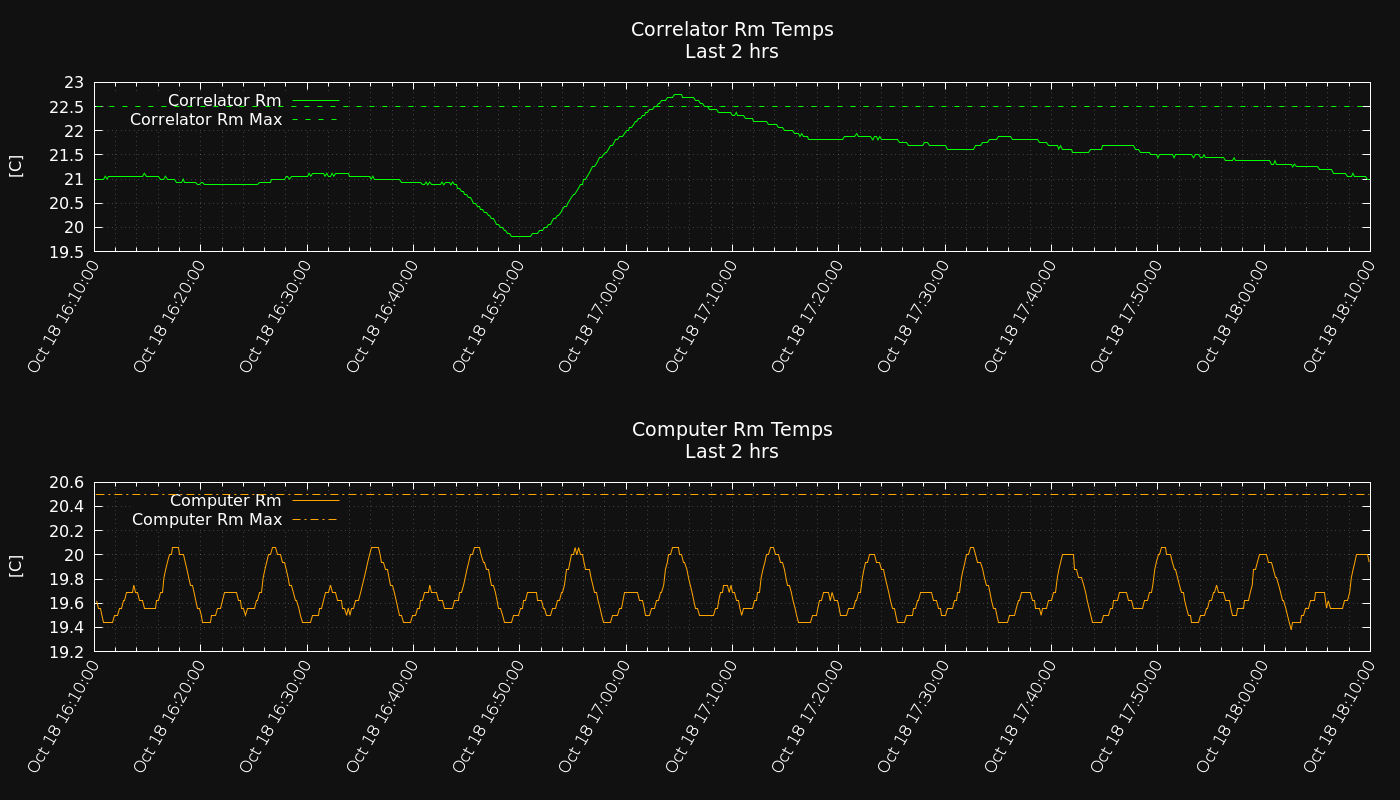 Correlator Rm Temps
Last 2 hrs
23
22.5
22
21.5
21
20.5
20
19.5
[C]
Correlator Rm
Correlator Rm Max
Oct 18 16:10:00
Oct 18 16:20:00
Oct 18 16:30:00
Oct 18 16:40:00
Oct 18 16:50:00
Oct 18 17:00:00
Oct 18 17:10:00
Oct 18 17:20:00
Oct 18 17:30:00
Oct 18 17:40:00
Oct 18 17:50:00
Oct 18 18:00:00
Oct 18 18:10:00
Computer Rm Temps
Last 2 hrs
20.6
20.4
20.2
20
19.8
19.6
19.4
19.2
[C]
Computer Rm
Computer Rm Max
Oct 18 16:10:00
Oct 18 16:20:00
Oct 18 16:30:00
Oct 18 16:40:00
Oct 18 16:50:00
Oct 18 17:00:00
Oct 18 17:10:00
Oct 18 17:20:00
Oct 18 17:30:00
Oct 18 17:40:00
Oct 18 17:50:00
Oct 18 18:00:00
Oct 18 18:10:00